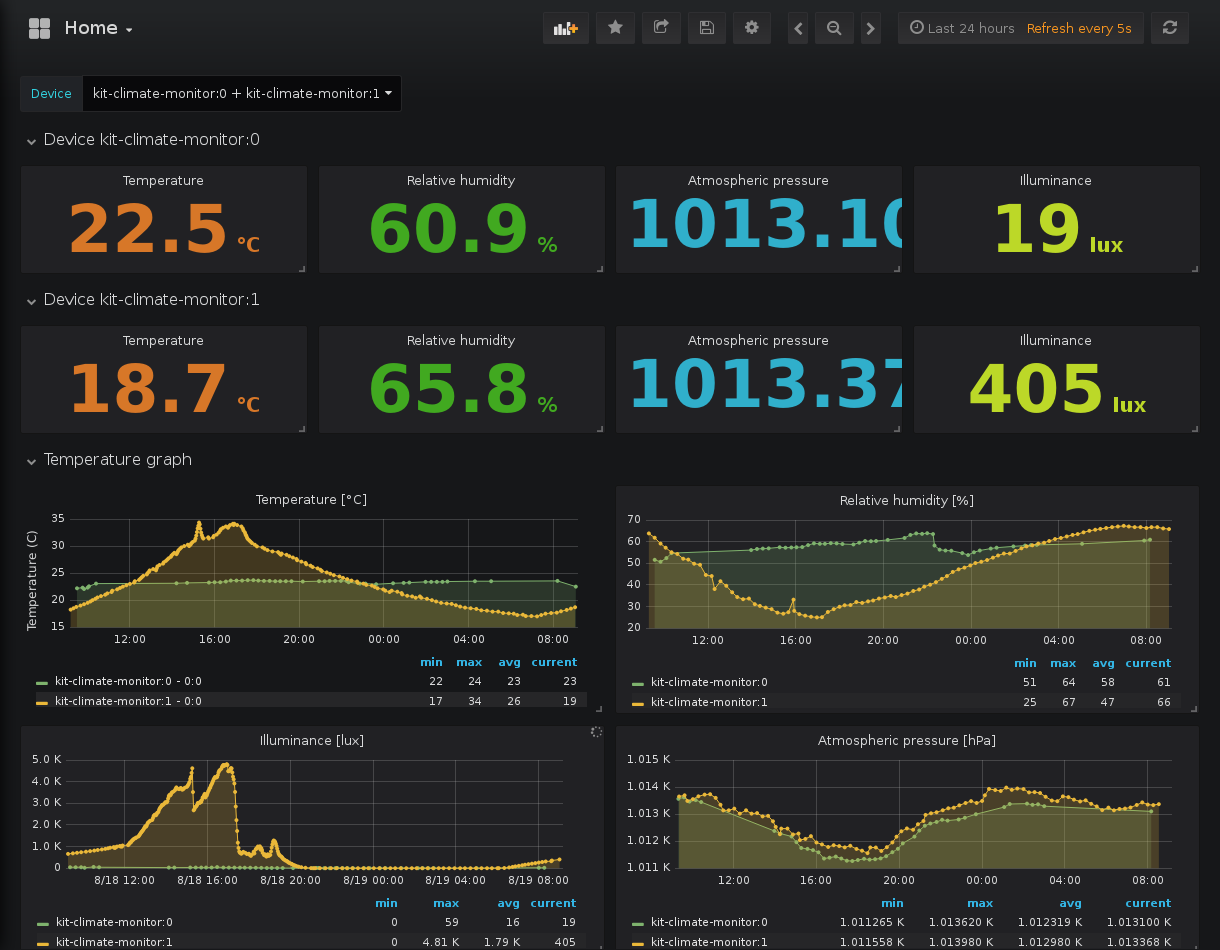 Home
Last 24 hours Refresh every 5s
Device kit-climate-monitor:0 + kit-climate-monitor:1
Device kit-climate-monitor:0
Temperature Relative humidity Atmospheric pressure Illuminance
22.5 °C 60.9 % 1013.10 19 lux
Device kit-climate-monitor:1
Temperature Relative humidity Atmospheric pressure Illuminance
18.7 °C 65.8 % 1013.37 405 lux
Temperature graph
Temperature [°C]
Temperature (C)
35
30
25
20
15
12:00 16:00 20:00 00:00 04:00 08:00
min max avg current
kit-climate-monitor:0 - 0:0 22 24 23 23
kit-climate-monitor:1 - 0:0 17 34 26 19
Relative humidity [%]
70
60
50
40
30
20
12:00 16:00 20:00 00:00 04:00 08:00
min max avg current
kit-climate-monitor:0 51 64 58 61
kit-climate-monitor:1 25 67 47 66
Illuminance [lux]
5.0 K
4.0 K
3.0 K
2.0 K
1.0 K
0
8/18 12:00 8/18 16:00 8/18 20:00 8/19 00:00 8/19 04:00 8/19 08:00
min max avg current
kit-climate-monitor:0 0 59 16 19
kit-climate-monitor:1 0 4.81 K 1.79 K 405
Atmospheric pressure [hPa]
1.015 K
1.014 K
1.013 K
1.012 K
1.011 K
12:00 16:00 20:00 00:00 04:00 08:00
min max avg current
kit-climate-monitor:0 1.011265 K 1.013620 K 1.012319 K 1.013100 K
kit-climate-monitor:1 1.011558 K 1.013980 K 1.012980 K 1.013368 K